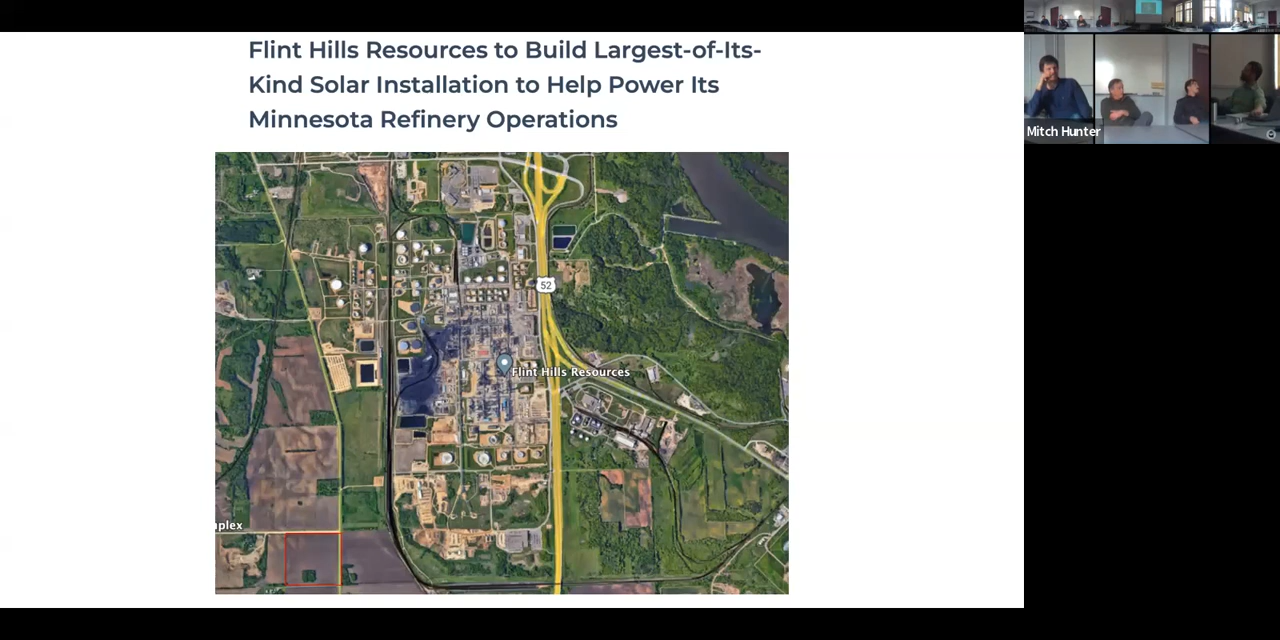 Flint Hills Resources to Build Largest-of-Its-
Kind Solar Installation to Help Power Its
Minnesota Refinery Operations
52
Flint Hills Resources
nplex
Mitch Hunter